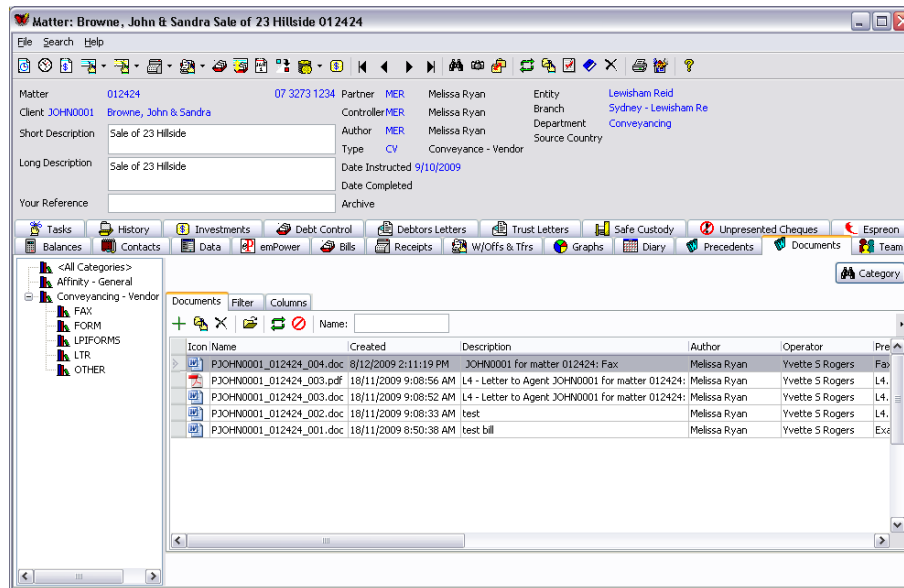 Matter: Browne, John & Sandra Sale of 23 Hillside 012424
File Search Help
Matter 012424 07 3273 1234 Partner MER Melissa Ryan Entity Lewisham Reid
Client JOHN0001 Browne, John & Sandra Controller MER Melissa Ryan Branch Sydney - Lewisham Re
Short Description Sale of 23 Hillside Author MER Melissa Ryan Department Conveyancing
Type CV Conveyance - Vendor Source Country
Long Description Sale of 23 Hillside Date Instructed 9/10/2009
Date Completed
Your Reference Archive
Tasks History Investments Debt Control Debtors Letters Trust Letters Safe Custody Unpresented Cheques Espreon
Balances Contacts Data emPower Bills Receipts W/Offs & Tfrs Graphs Diary Precedents Documents Team
<All Categories>
Affinity - General
Conveyancing - Vendor
FAX
FORM
LPIFORMS
LTR
OTHER
Category
Documents Filter Columns
Name:
Icon Name Created Description Author Operator Pre
PJOHN0001_012424_004.doc 8/12/2009 2:11:19 PM JOHN0001 for matter 012424: Fax Melissa Ryan Yvette S Rogers Fax
PJOHN0001_012424_003.pdf 18/11/2009 9:08:56 AM L4 - Letter to Agent JOHN0001 for matter 012424: Melissa Ryan Yvette S Rogers L4.
PJOHN0001_012424_003.doc 18/11/2009 9:08:52 AM L4 - Letter to Agent JOHN0001 for matter 012424: Melissa Ryan Yvette S Rogers L4.
PJOHN0001_012424_002.doc 18/11/2009 9:08:33 AM test Melissa Ryan Yvette S Rogers L4.
PJOHN0001_012424_001.doc 18/11/2009 8:50:38 AM test bill Melissa Ryan Yvette S Rogers Exa